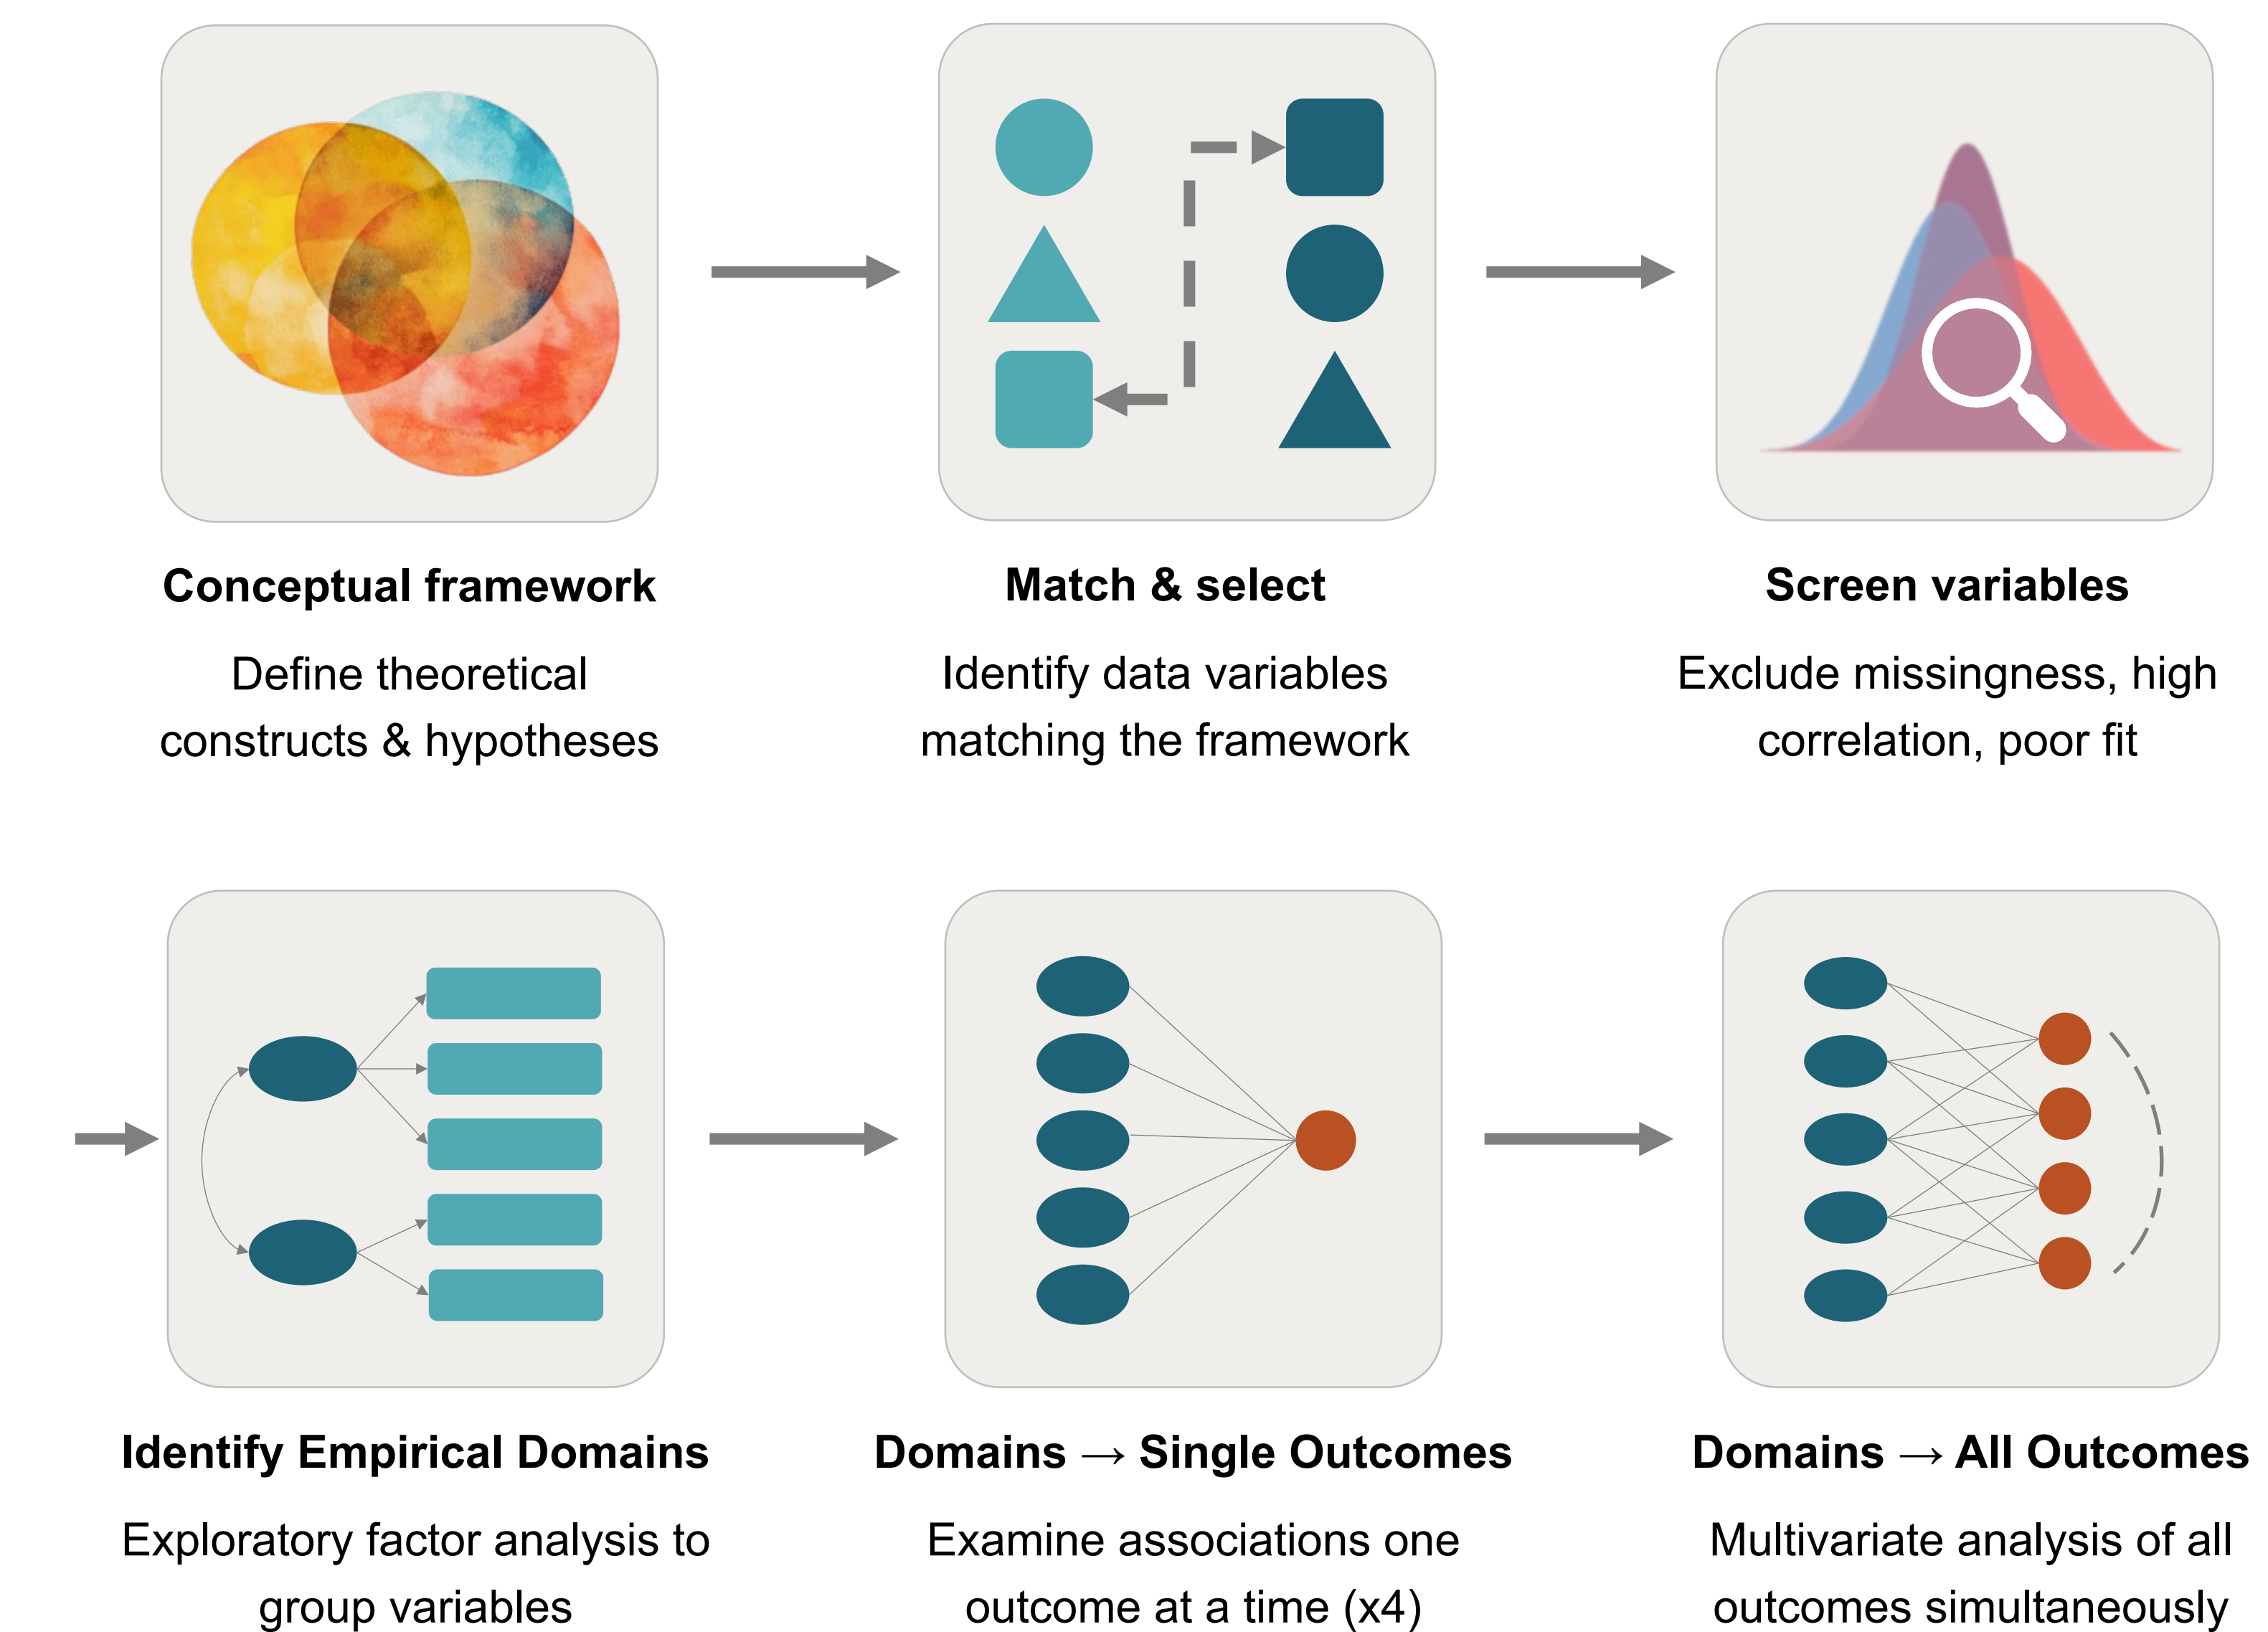 Conceptual framework
Define theoretical
constructs & hypotheses
Match & select
Identify data variables
matching the framework
Screen variables
Exclude missingness, high
correlation, poor fit
Identify Empirical Domains
Exploratory factor analysis to
group variables
Domains → Single Outcomes
Examine associations one
outcome at a time (x4)
Domains → All Outcomes
Multivariate analysis of all
outcomes simultaneously